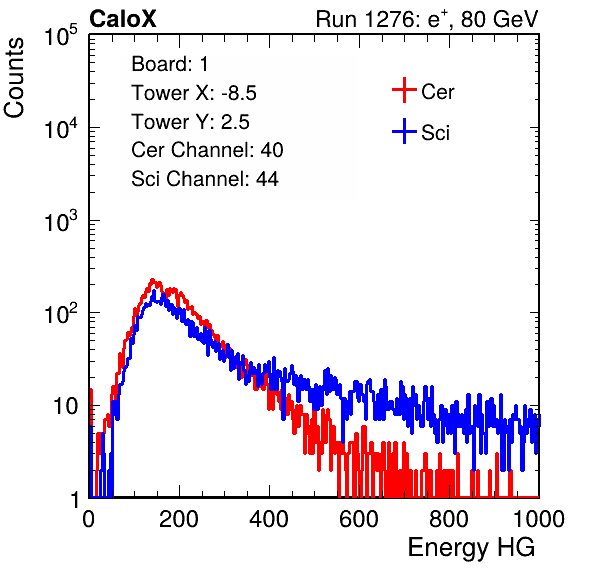 CaloX Run 1276: e⁺, 80 GeV
Counts
10⁵
10⁴
10³
10²
10
1
Board: 1
Tower X: -8.5
Tower Y: 2.5
Cer Channel: 40
Sci Channel: 44
Cer
Sci
0 200 400 600 800 1000
Energy HG